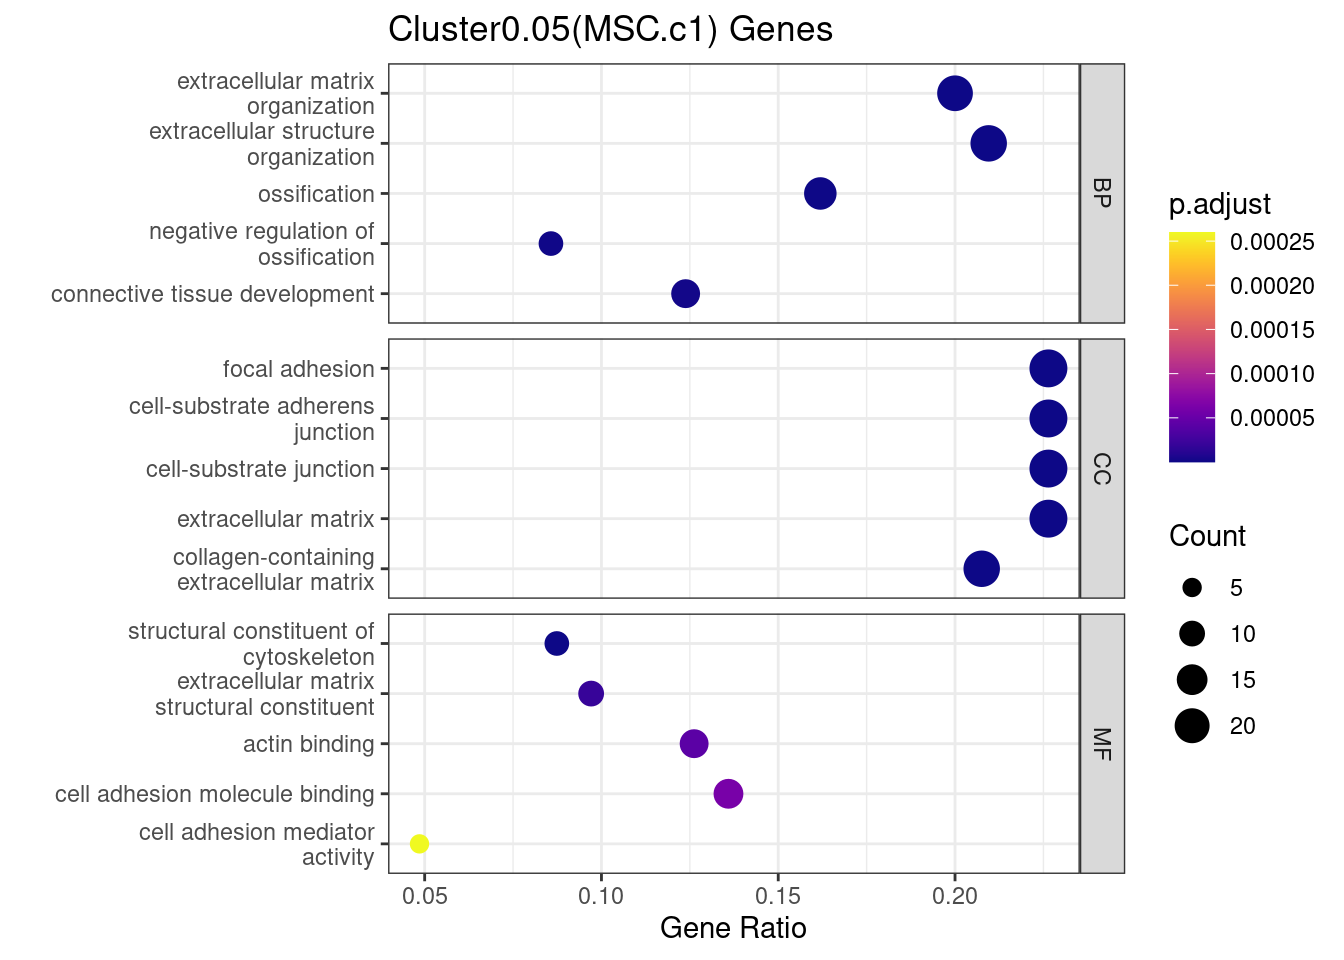 Cluster0.05(MSC.c1) Genes
extracellular matrix
organization
extracellular structure
organization
ossification
negative regulation of
ossification
connective tissue development
BP
focal adhesion
cell-substrate adherens
junction
cell-substrate junction
extracellular matrix
collagen-containing
extracellular matrix
CC
structural constituent of
cytoskeleton
extracellular matrix
structural constituent
actin binding
cell adhesion molecule binding
cell adhesion mediator
activity
MF
0.05 0.10 0.15 0.20
Gene Ratio
p.adjust
0.00025
0.00020
0.00015
0.00010
0.00005
Count
5
10
15
20